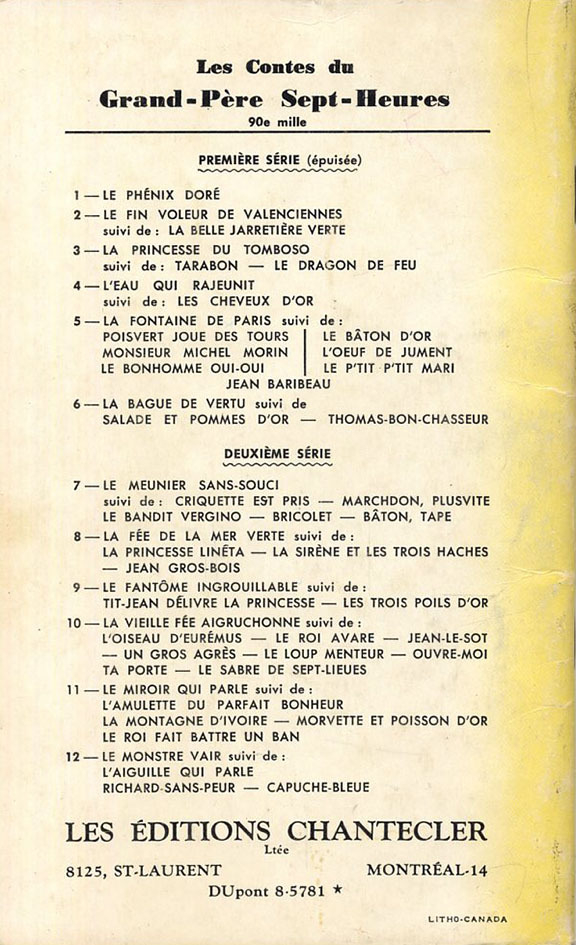 Les Contes du
Grand-Père Sept-Heures
90e mille
PREMIÈRE SÉRIE (épuisée)
1 — LE PHÉNIX DORÉ
2 — LE FIN VOLEUR DE VALENCIENNES
suivi de : LA BELLE JARRETIÈRE VERTE
3 — LA PRINCESSE DU TOMBOSO
suivi de : TARABON — LE DRAGON DE FEU
4 — L'EAU QUI RAJEUNIT
suivi de : LES CHEVEUX D'OR
5 — LA FONTAINE DE PARIS suivi de :
POISVERT JOUE DES TOURS | LE BÂTON D'OR
MONSIEUR MICHEL MORIN | L'OEUF DE JUMENT
LE BONHOMME OUI-OUI | LE P'TIT P'TIT MARI
JEAN BARIBEAU
6 — LA BAGUE DE VERTU suivi de
SALADE ET POMMES D'OR — THOMAS-BON-CHASSEUR
DEUXIÈME SÉRIE
7 — LE MEUNIER SANS-SOUCI
suivi de : CRIQUETTE EST PRIS — MARCHDON, PLUSVITE
LE BANDIT VERGINO — BRICOLET — BÂTON, TAPE
8 — LA FÉE DE LA MER VERTE suivi de :
LA PRINCESSE LINÊTA — LA SIRÈNE ET LES TROIS HACHES
— JEAN GROS-BOIS
9 — LE FANTÔME INGROUILLABLE suivi de :
TIT-JEAN DÉLIVRE LA PRINCESSE — LES TROIS POILS D'OR
10 — LA VIEILLE FÉE AIGRUCHONNE suivi de :
L'OISEAU D'EURÉMUS — LE ROI AVARE — JEAN-LE-SOT
— UN GROS AGRÈS — LE LOUP MENTEUR — OUVRE-MOI
TA PORTE — LE SABRE DE SEPT-LIEUES
11 — LE MIROIR QUI PARLE suivi de :
L'AMULETTE DU PARFAIT BONHEUR
LA MONTAGNE D'IVOIRE — MORVETTE ET POISSON D'OR
LE ROI FAIT BATTRE UN BAN
12 — LE MONSTRE VAIR suivi de :
L'AIGUILLE QUI PARLE
RICHARD-SANS-PEUR — CAPUCHE-BLEUE
LES ÉDITIONS CHANTECLER
Ltée
8125, ST-LAURENT MONTRÉAL-14
DUpont 8-5781 ★
LITHO-CANADA